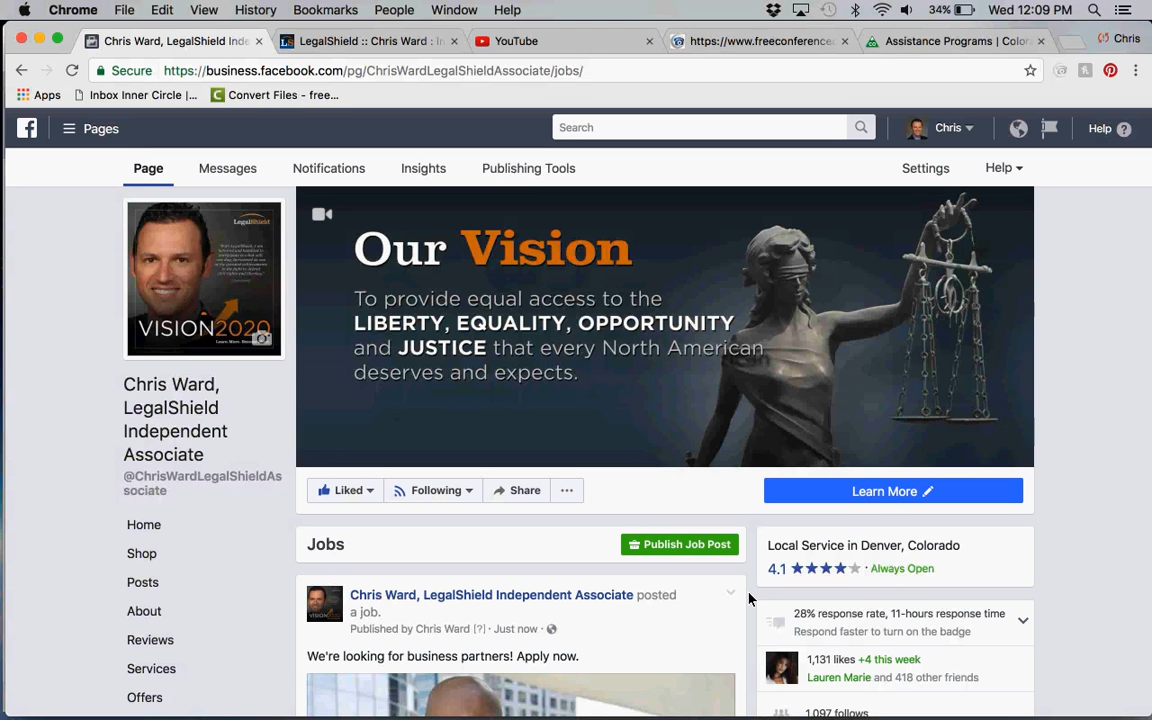 Chrome File Edit View History Bookmarks People Window Help 34% Wed 12:09 PM
Chris Ward, LegalShield Inde × LegalShield :: Chris Ward : In × YouTube × https://www.freeconference × Assistance Programs | Color × Chris
Secure https://business.facebook.com/pg/ChrisWardLegalShieldAssociate/jobs/
Apps Inbox Inner Circle |... Convert Files - free...
Pages Search Chris Help
Page Messages Notifications Insights Publishing Tools Settings Help
LegalShield
VISION2020
Our Vision
To provide equal access to the
LIBERTY, EQUALITY, OPPORTUNITY
and JUSTICE that every North American
deserves and expects.
Chris Ward,
LegalShield
Independent
Associate
@ChrisWardLegalShieldAs
sociate
Liked Following Share ... Learn More
Home
Shop
Posts
About
Reviews
Services
Offers
Jobs Publish Job Post
Chris Ward, LegalShield Independent Associate posted
a job.
Published by Chris Ward [?] · Just now ·
We're looking for business partners! Apply now.
Local Service in Denver, Colorado
4.1 ★★★★★ · Always Open
28% response rate, 11-hours response time
Respond faster to turn on the badge
1,131 likes +4 this week
Lauren Marie and 418 other friends
1,097 follows